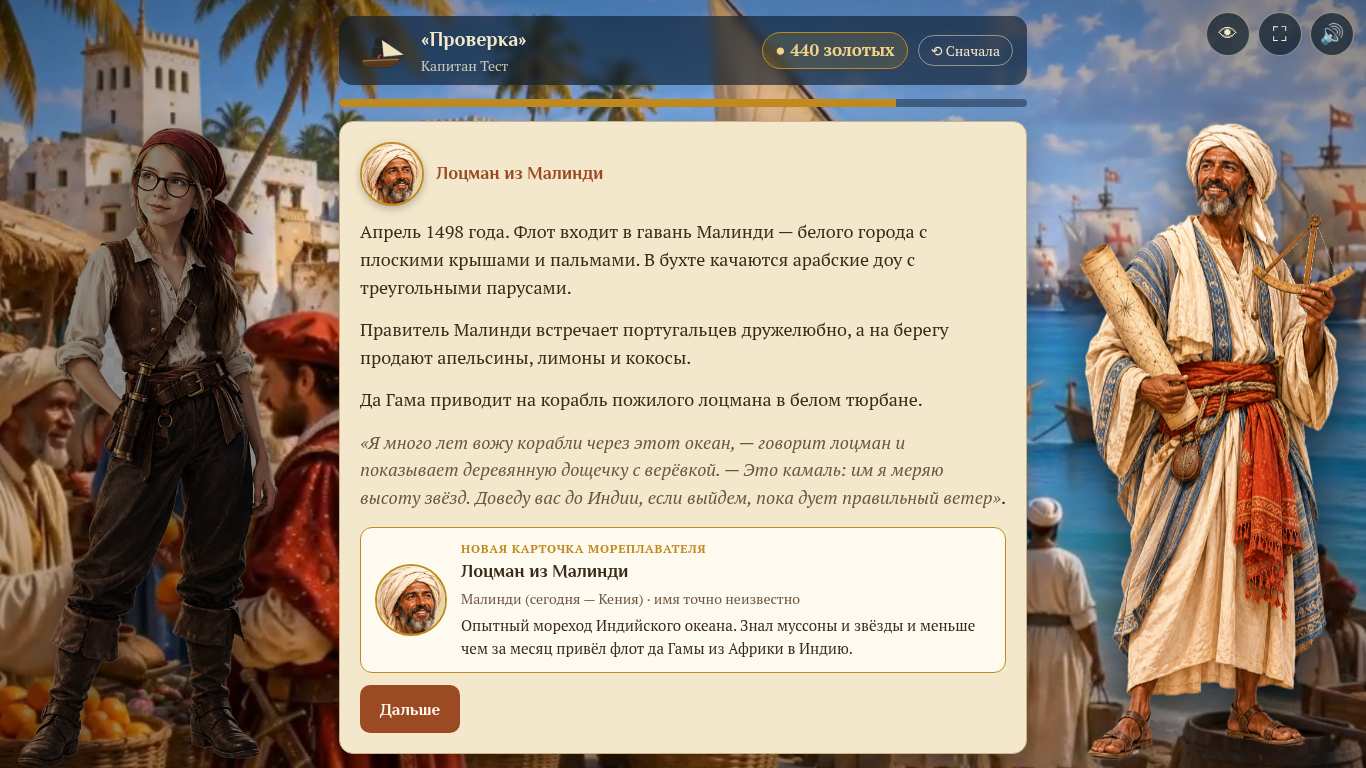 «Проверка»
Капитан Тест
● 440 золотых
⟲ Сначала
Лоцман из Малинди
Апрель 1498 года. Флот входит в гавань Малинди — белого города с
плоскими крышами и пальмами. В бухте качаются арабские доу с
треугольными парусами.
Правитель Малинди встречает португальцев дружелюбно, а на берегу
продают апельсины, лимоны и кокосы.
Да Гама приводит на корабль пожилого лоцмана в белом тюрбане.
«Я много лет вожу корабли через этот океан, — говорит лоцман и
показывает деревянную дощечку с верёвкой. — Это камаль: им я меряю
высоту звёзд. Доведу вас до Индии, если выйдем, пока дует правильный ветер».
НОВАЯ КАРТОЧКА МОРЕПЛАВАТЕЛЯ
Лоцман из Малинди
Малинди (сегодня — Кения) · имя точно неизвестно
Опытный мореход Индийского океана. Знал муссоны и звёзды и меньше
чем за месяц привёл флот да Гамы из Африки в Индию.
Дальше